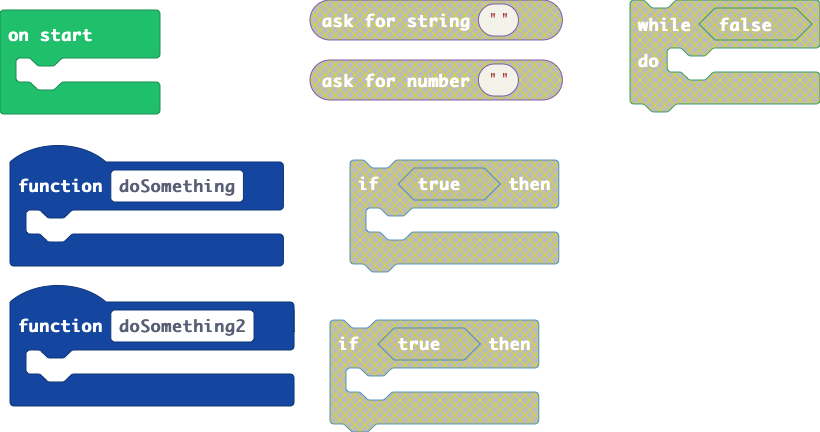 on start
ask for string " "
ask for number " "
while false
do
function doSomething
if true then
function doSomething2
if true then